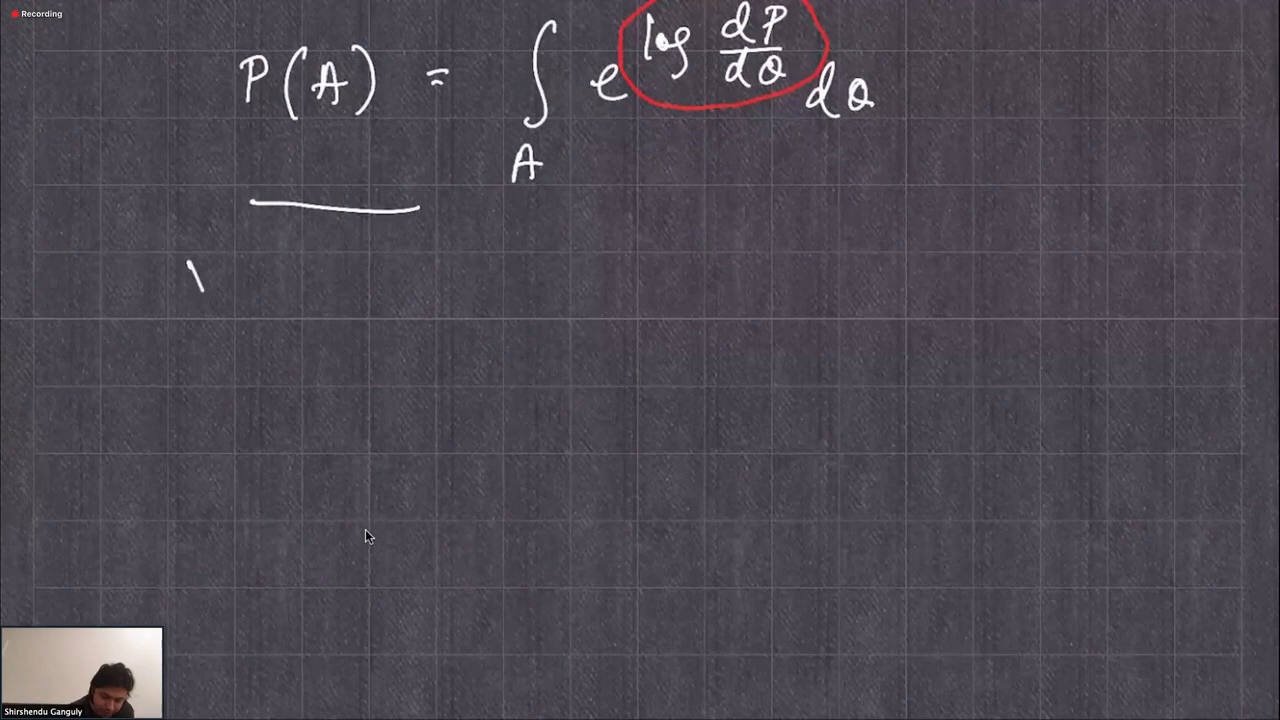 Recording
P(A) = ∫_A e^{log dP/dQ} dQ
Shirshendu Ganguly